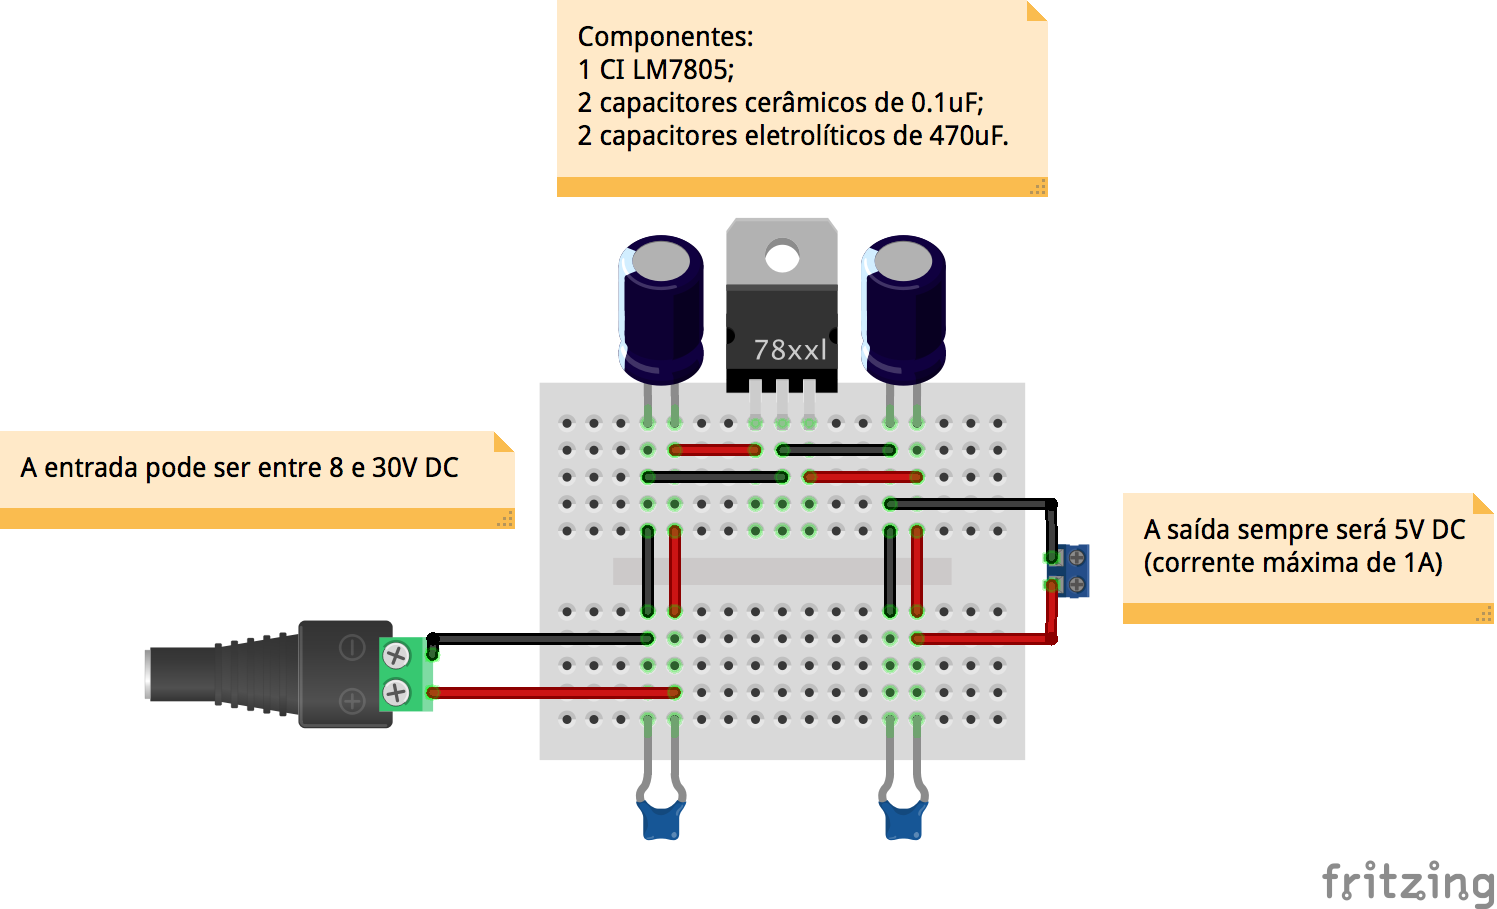 Componentes:
1 CI LM7805;
2 capacitores cerâmicos de 0.1uF;
2 capacitores eletrolíticos de 470uF.
78xxl
A entrada pode ser entre 8 e 30V DC
A saída sempre será 5V DC
(corrente máxima de 1A)
fritzing